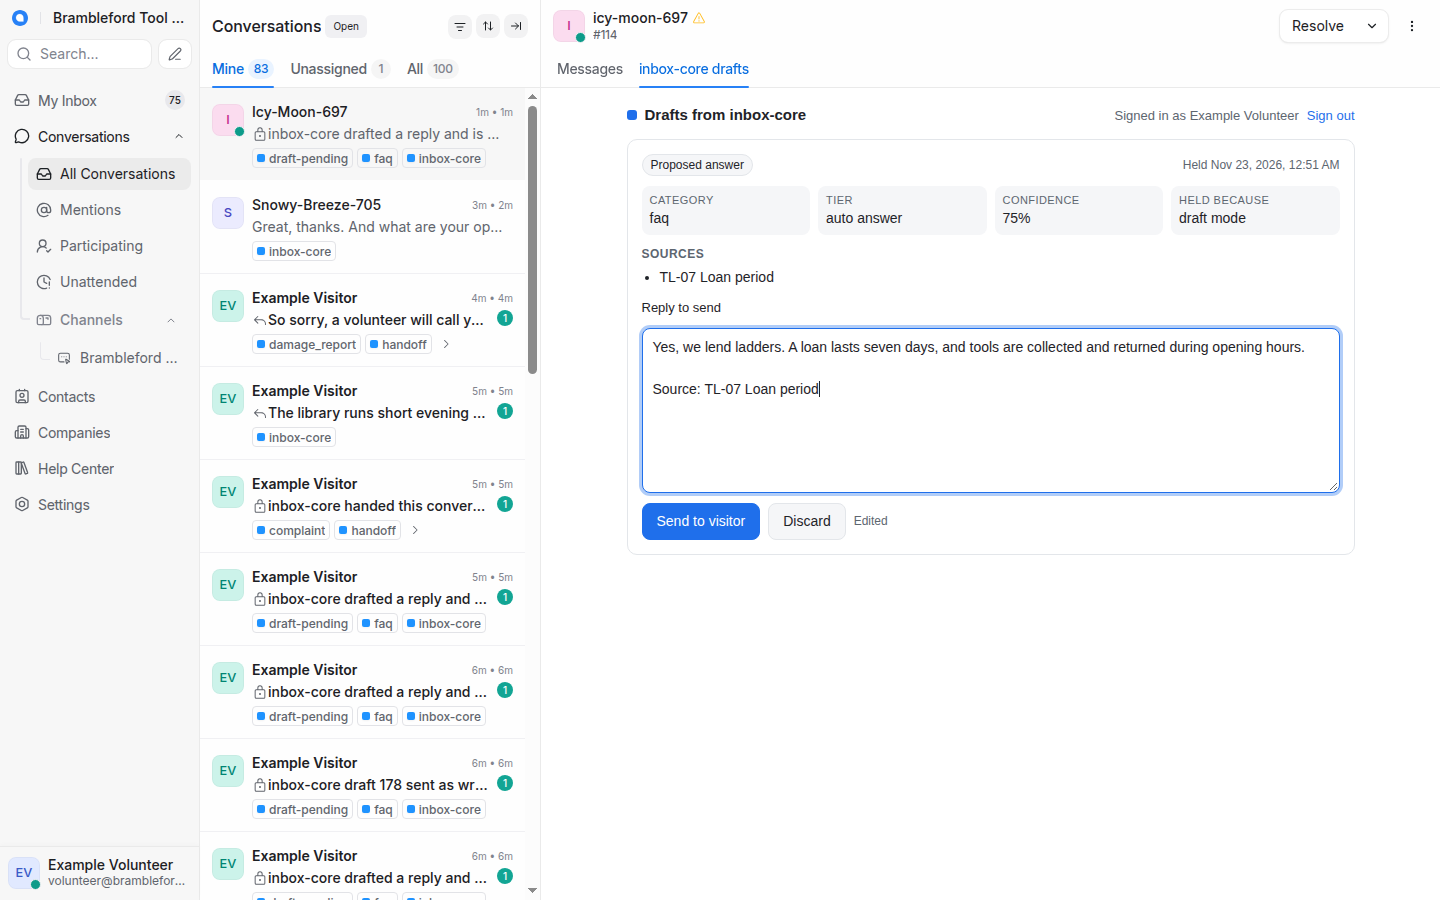 Brambleford Tool ...
Search...
My Inbox
75
Conversations
All Conversations
Mentions
Participating
Unattended
Channels
Brambleford ...
Contacts
Companies
Help Center
Settings
EV
Example Volunteer
volunteer@bramblefor...
Conversations
Open
Mine 83
Unassigned 1
All 100
I
Icy-Moon-697
1m • 1m
inbox-core drafted a reply and is ...
draft-pending
faq
inbox-core
S
Snowy-Breeze-705
3m • 2m
Great, thanks. And what are your op...
inbox-core
EV
Example Visitor
4m • 4m
So sorry, a volunteer will call y...
1
damage_report
handoff
EV
Example Visitor
5m • 5m
The library runs short evening ...
1
inbox-core
EV
Example Visitor
5m • 5m
inbox-core handed this conver...
1
complaint
handoff
EV
Example Visitor
5m • 5m
inbox-core drafted a reply and ...
1
draft-pending
faq
inbox-core
EV
Example Visitor
6m • 6m
inbox-core drafted a reply and ...
1
draft-pending
faq
inbox-core
EV
Example Visitor
6m • 6m
inbox-core draft 178 sent as wr...
1
draft-pending
faq
inbox-core
EV
Example Visitor
6m • 6m
inbox-core drafted a reply and ...
1
I
icy-moon-697
#114
Resolve
Messages
inbox-core drafts
Drafts from inbox-core
Signed in as Example Volunteer
Sign out
Proposed answer
Held Nov 23, 2026, 12:51 AM
CATEGORY
faq
TIER
auto answer
CONFIDENCE
75%
HELD BECAUSE
draft mode
SOURCES
• TL-07 Loan period
Reply to send
Yes, we lend ladders. A loan lasts seven days, and tools are collected and returned during opening hours.
Source: TL-07 Loan period
Send to visitor
Discard
Edited